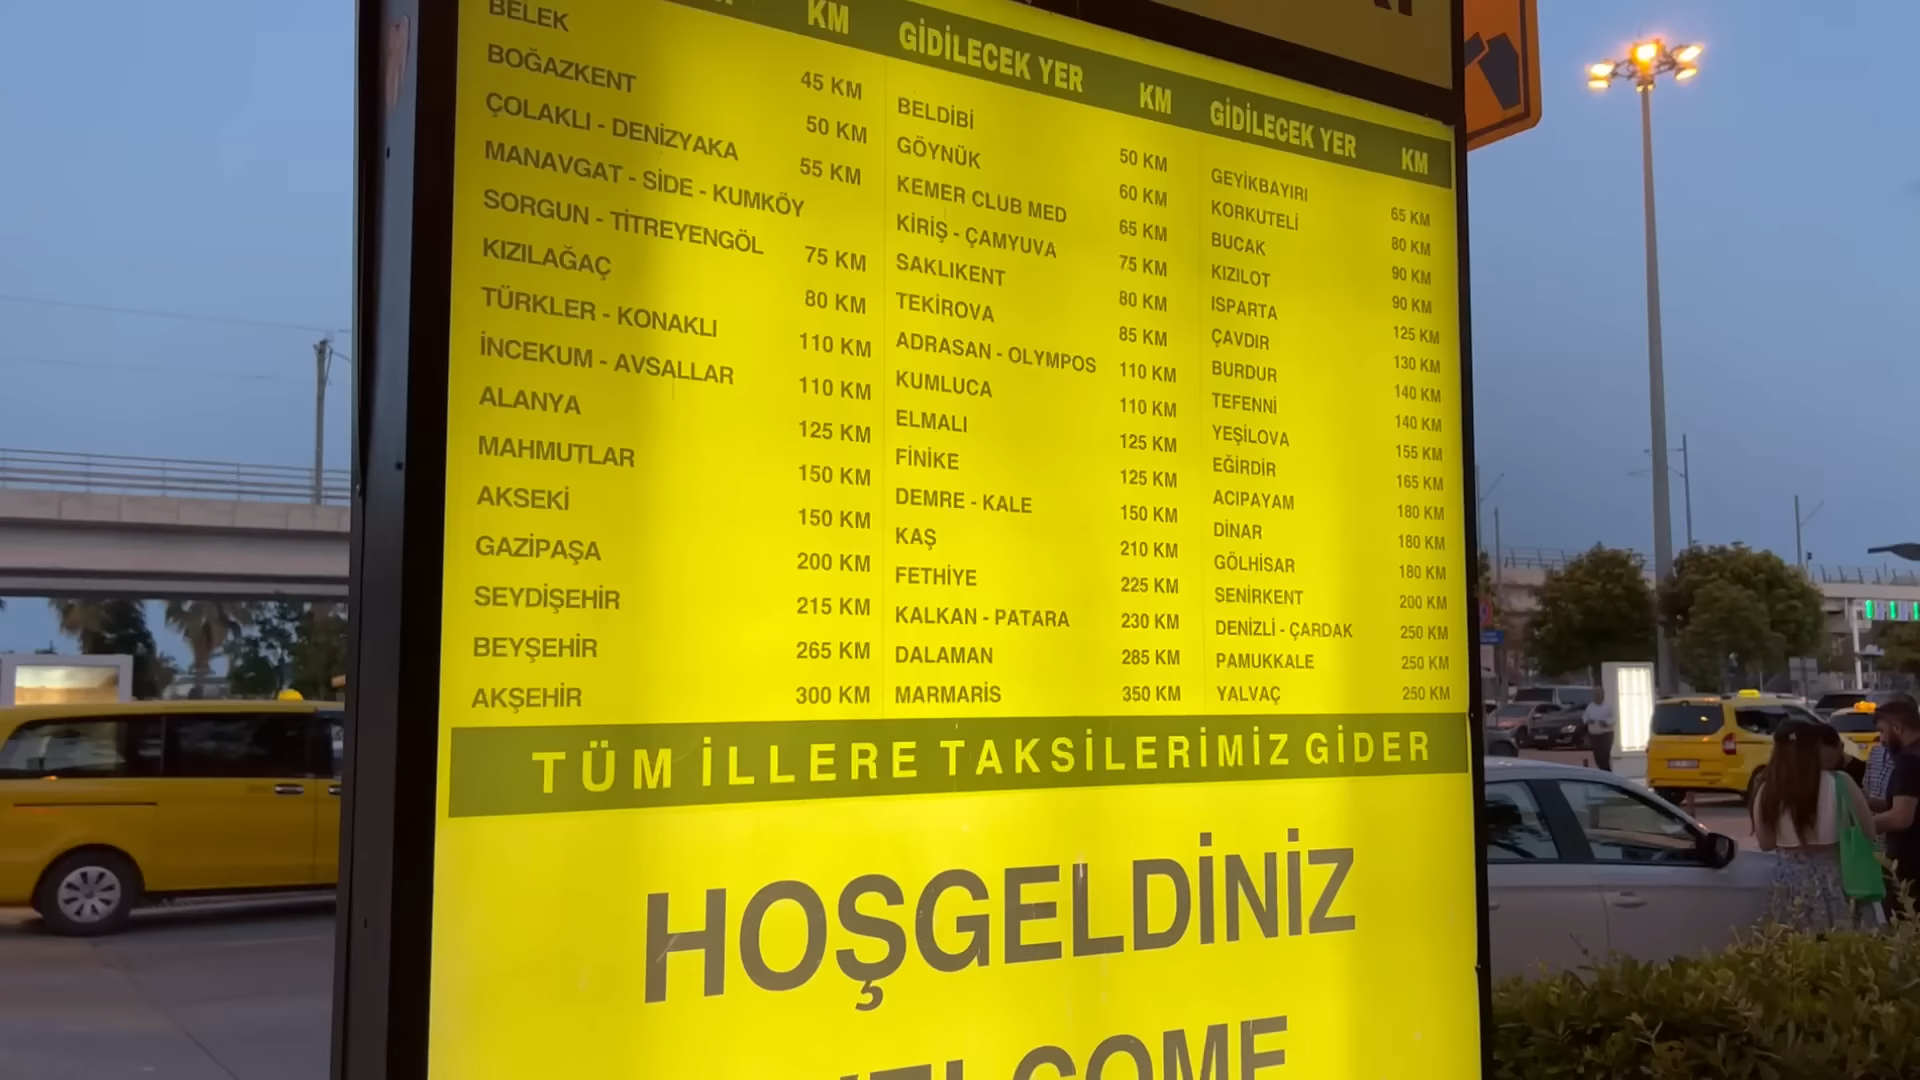 KM
BELEK 45 KM
BOĞAZKENT 50 KM
ÇOLAKLI - DENİZYAKA 55 KM
MANAVGAT - SİDE - KUMKÖY
SORGUN - TİTREYENGÖL 75 KM
KIZILAĞAÇ 80 KM
TÜRKLER - KONAKLI 110 KM
İNCEKUM - AVSALLAR 110 KM
ALANYA 125 KM
MAHMUTLAR 150 KM
AKSEKİ 150 KM
GAZİPAŞA 200 KM
SEYDİŞEHİR 215 KM
BEYŞEHİR 265 KM
AKŞEHİR 300 KM
GİDİLECEK YER KM
BELDİBİ 50 KM
GÖYNÜK 60 KM
KEMER CLUB MED 65 KM
KİRİŞ - ÇAMYUVA 75 KM
SAKLIKENT 80 KM
TEKİROVA 85 KM
ADRASAN - OLYMPOS 110 KM
KUMLUCA 110 KM
ELMALI 125 KM
FİNİKE 125 KM
DEMRE - KALE 150 KM
KAŞ 210 KM
FETHİYE 225 KM
KALKAN - PATARA 230 KM
DALAMAN 285 KM
MARMARİS 350 KM
GİDİLECEK YER KM
GEYİKBAYIRI 65 KM
KORKUTELİ 80 KM
BUCAK 90 KM
KIZILOT 90 KM
ISPARTA 125 KM
ÇAVDIR 130 KM
BURDUR 140 KM
TEFENNİ 140 KM
YEŞİLOVA 155 KM
EĞİRDİR 165 KM
ACIPAYAM 180 KM
DİNAR 180 KM
GÖLHİSAR 180 KM
SENİRKENT 200 KM
DENİZLİ - ÇARDAK 250 KM
PAMUKKALE 250 KM
YALVAÇ 250 KM
TÜM İLLERE TAKSİLERİMİZ GİDER
HOŞGELDİNİZ
WELCOME